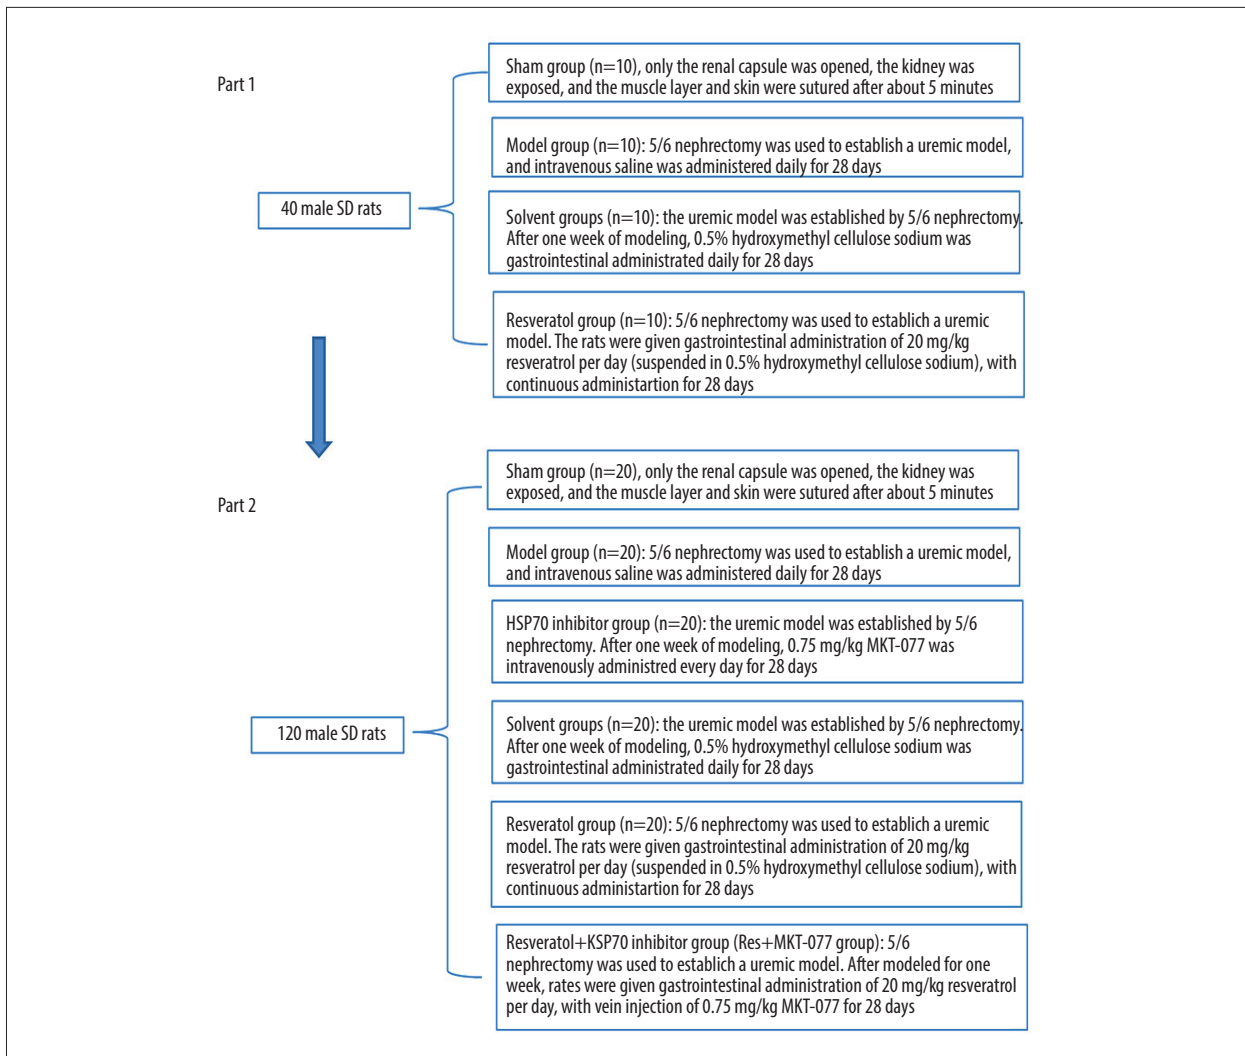 Part 1
40 male SD rats
Sham group (n=10), only the renal capsule was opened, the kidney was
exposed, and the muscle layer and skin were sutured after about 5 minutes
Model group (n=10): 5/6 nephrectomy was used to establish a uremic model,
and intravenous saline was administered daily for 28 days
Solvent groups (n=10): the uremic model was established by 5/6 nephrectomy.
After one week of modeling, 0.5% hydroxymethyl cellulose sodium was
gastrointestinal administrated daily for 28 days
Resveratol group (n=10): 5/6 nephrectomy was used to establich a uremic
model. The rats were given gastrointestinal administration of 20 mg/kg
resveratrol per day (suspended in 0.5% hydroxymethyl cellulose sodium), with
continuous administartion for 28 days
Part 2
120 male SD rats
Sham group (n=20), only the renal capsule was opened, the kidney was
exposed, and the muscle layer and skin were sutured after about 5 minutes
Model group (n=20): 5/6 nephrectomy was used to establish a uremic model,
and intravenous saline was administered daily for 28 days
HSP70 inhibitor group (n=20): the uremic model was established by 5/6
nephrectomy. After one week of modeling, 0.75 mg/kg MKT-077 was
intravenously administred every day for 28 days
Solvent groups (n=20): the uremic model was established by 5/6 nephrectomy.
After one week of modeling, 0.5% hydroxymethyl cellulose sodium was
gastrointestinal administrated daily for 28 days
Resveratol group (n=20): 5/6 nephrectomy was used to establich a uremic
model. The rats were given gastrointestinal administration of 20 mg/kg
resveratrol per day (suspended in 0.5% hydroxymethyl cellulose sodium), with
continuous administartion for 28 days
Resveratol+KSP70 inhibitor group (Res+MKT-077 group): 5/6
nephrectomy was used to establich a uremic model. After modeled for one
week, rates were given gastrointestinal administration of 20 mg/kg resveratrol
per day, with vein injection of 0.75 mg/kg MKT-077 for 28 days